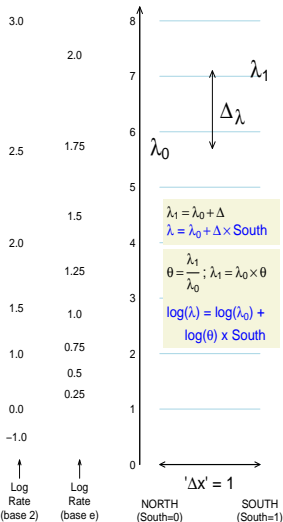 3.0
2.5
2.0
1.5
1.0
0.0
−1.0
Log
Rate
(base 2)
2.0
1.75
1.5
1.25
1.0
0.75
0.5
0.25
Log
Rate
(base e)
8
7
6
5
4
3
2
1
0
λ0
λ1
Δλ
λ1 = λ0 + Δ
λ = λ0 + Δ × South
θ = λ1/λ0 ; λ1 = λ0 × θ
log(λ) = log(λ0) +
log(θ) x South
'Δx' = 1
NORTH
(South=0)
SOUTH
(South=1)